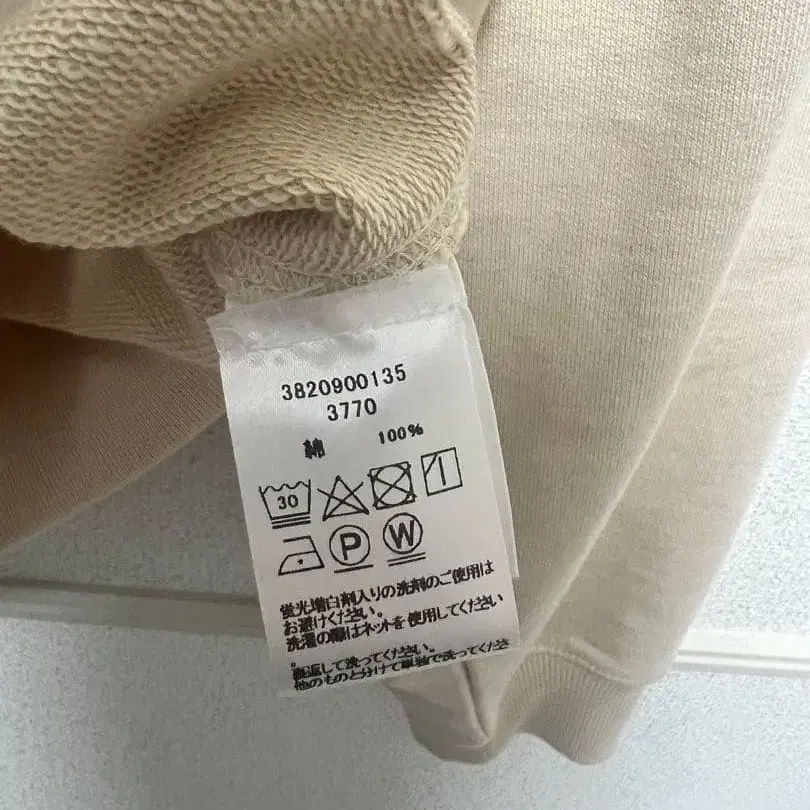 3820900135
3770
綿 100%
30
P W
蛍光増白剤入りの洗剤のご使用は
お避けください。
洗濯の際はネットを使用してください
。
裏返して洗ってください。
他のものと分けて単独で洗ってください